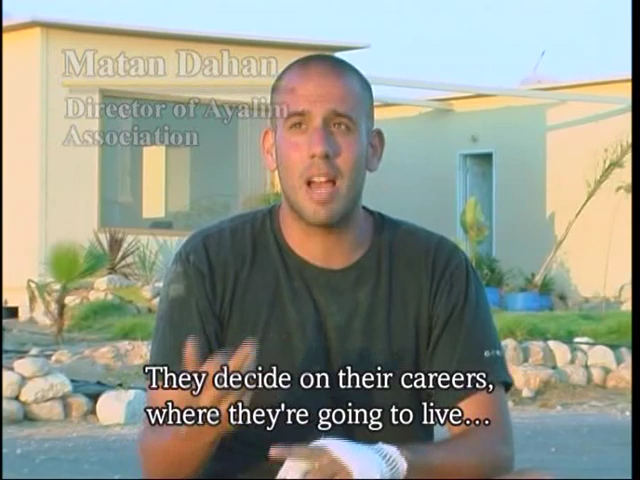 Matan Dahan
Director of Ayalim
Association
They decide on their careers,
where they're going to live...